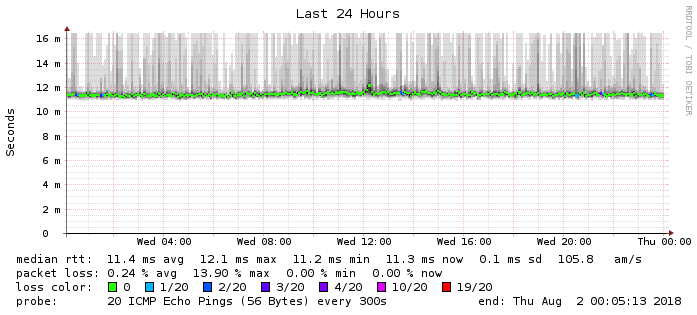 Last 24 Hours
RRDTOOL / TOBI OETIKER
Seconds
16 m
14 m
12 m
10 m
8 m
6 m
4 m
2 m
0
Wed 04:00 Wed 08:00 Wed 12:00 Wed 16:00 Wed 20:00 Thu 00:00
median rtt: 11.4 ms avg 12.1 ms max 11.2 ms min 11.3 ms now 0.1 ms sd 105.8 am/s
packet loss: 0.24 % avg 13.90 % max 0.00 % min 0.00 % now
loss color: 0 1/20 2/20 3/20 4/20 10/20 19/20
probe: 20 ICMP Echo Pings (56 Bytes) every 300s end: Thu Aug 2 00:05:13 2018